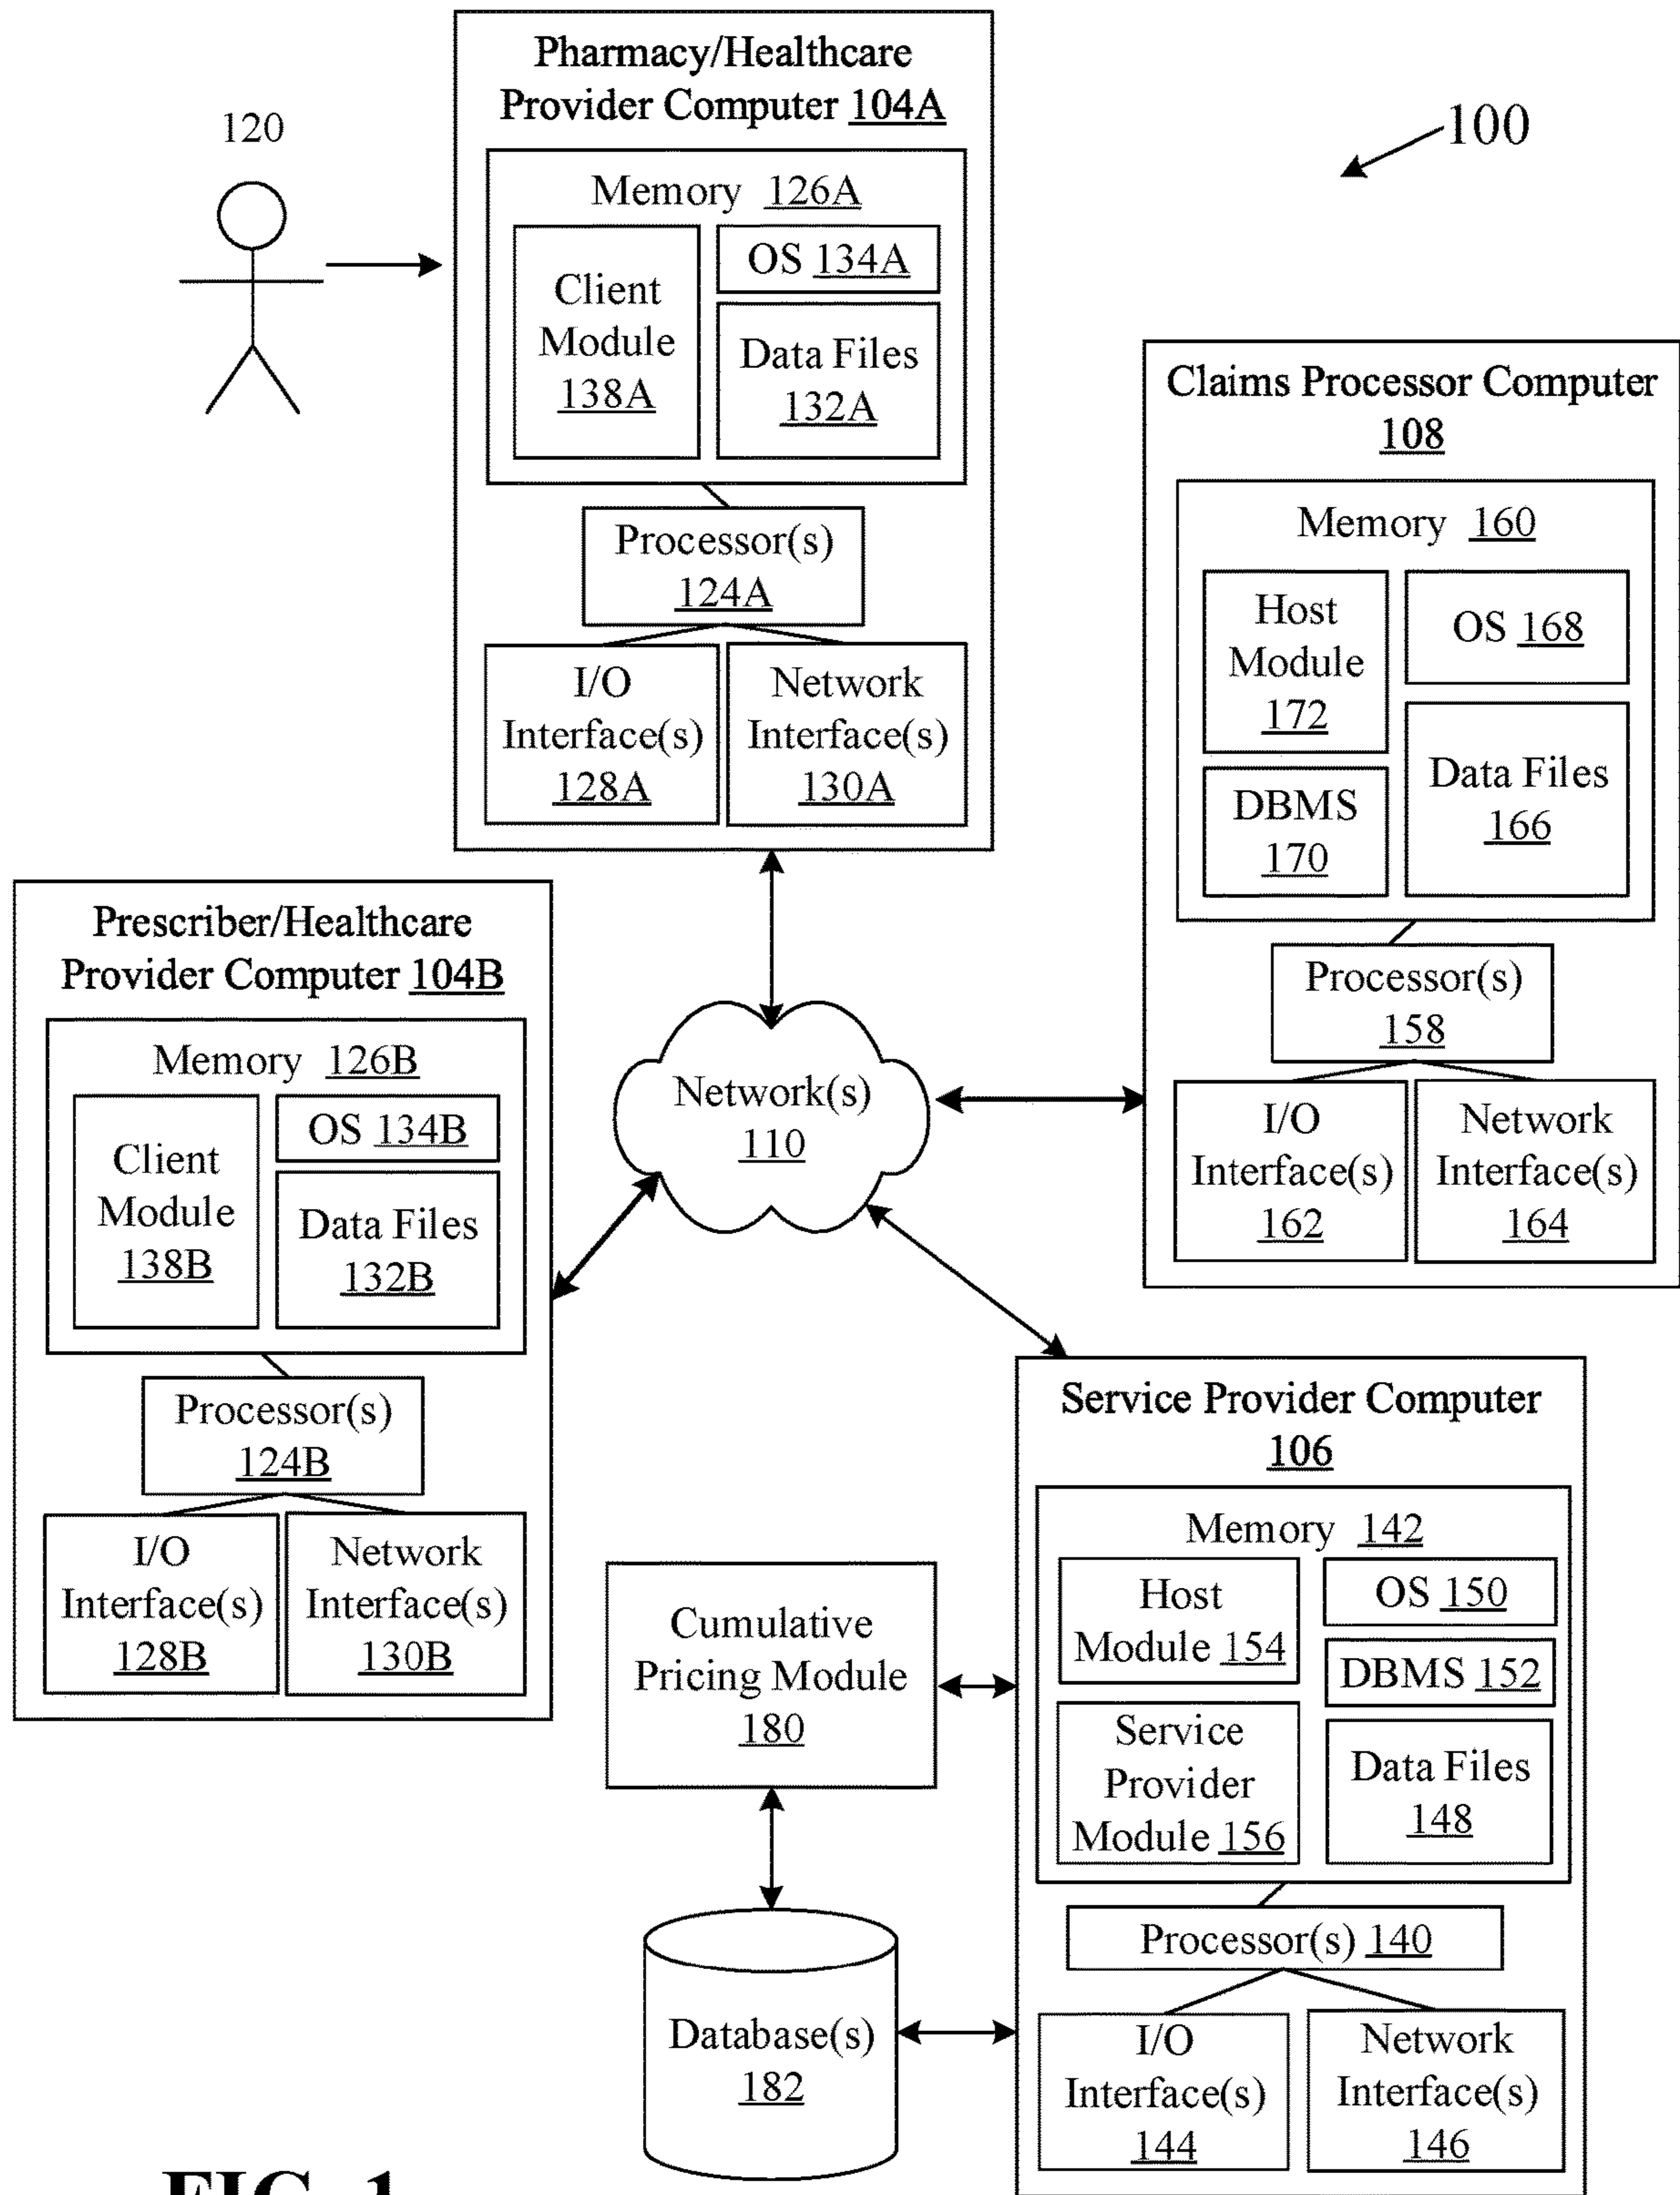 120
100
Pharmacy/Healthcare
Provider Computer 104A
Memory 126A
Client
Module
138A
OS 134A
Data Files
132A
Processor(s)
124A
I/O
Interface(s)
128A
Network
Interface(s)
130A
Claims Processor Computer
108
Memory 160
Host
Module
172
OS 168
DBMS
170
Data Files
166
Processor(s)
158
I/O
Interface(s)
162
Network
Interface(s)
164
Prescriber/Healthcare
Provider Computer 104B
Memory 126B
Client
Module
138B
OS 134B
Data Files
132B
Processor(s)
124B
I/O
Interface(s)
128B
Network
Interface(s)
130B
Network(s)
110
Service Provider Computer
106
Memory 142
Host
Module 154
OS 150
DBMS 152
Service
Provider
Module 156
Data Files
148
Processor(s) 140
I/O
Interface(s)
144
Network
Interface(s)
146
Cumulative
Pricing Module
180
Database(s)
182
FIG. 1